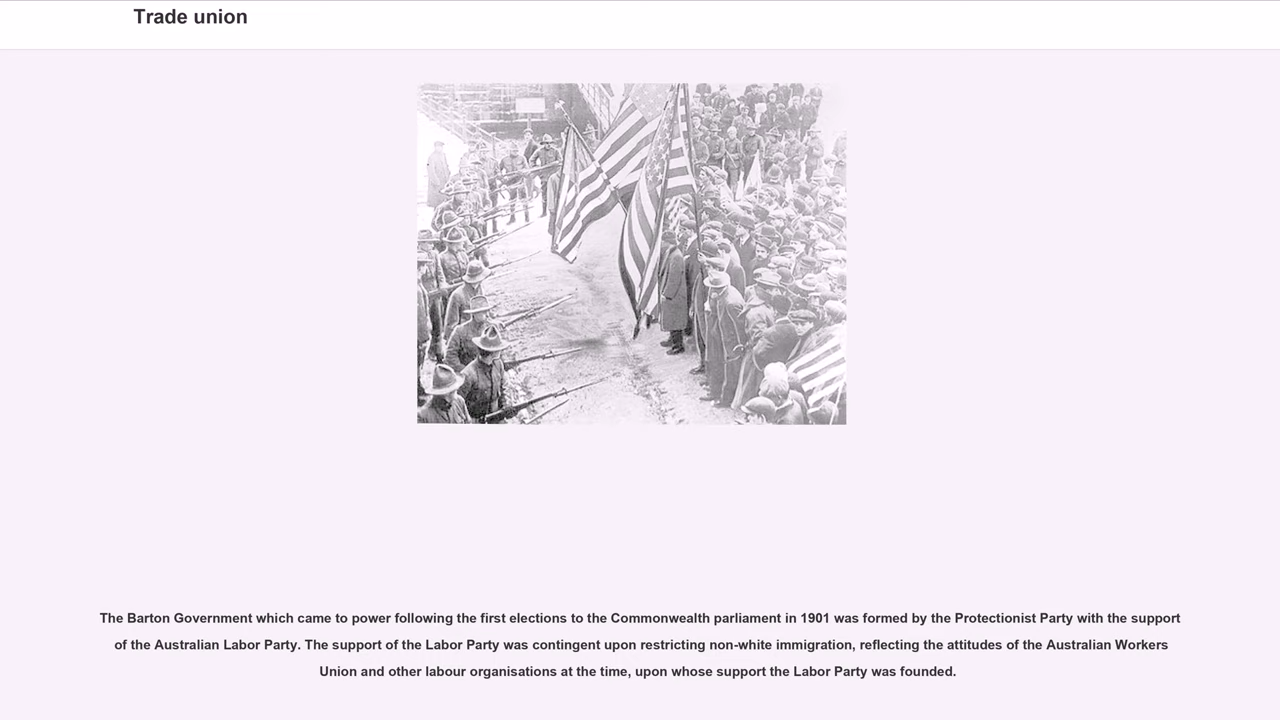 Trade union
The Barton Government which came to power following the first elections to the Commonwealth parliament in 1901 was formed by the Protectionist Party with the support
of the Australian Labor Party. The support of the Labor Party was contingent upon restricting non-white immigration, reflecting the attitudes of the Australian Workers
Union and other labour organisations at the time, upon whose support the Labor Party was founded.